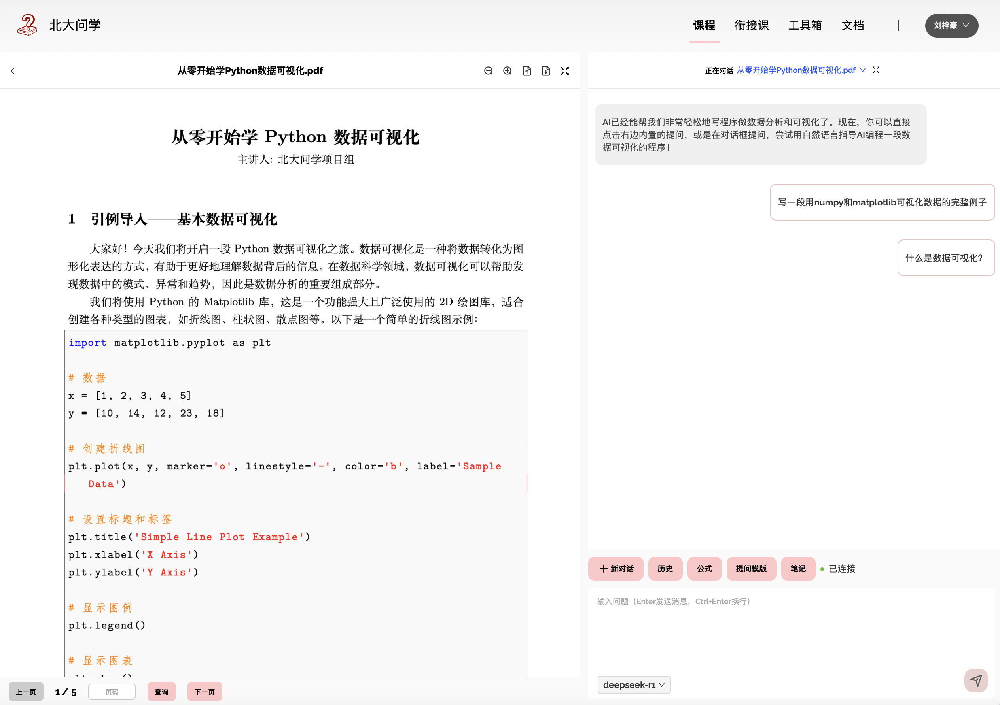 北大问学
课程
衔接课
工具箱
文档
|
刘梓豪
从零开始学Python数据可视化.pdf
从零开始学 Python 数据可视化
主讲人: 北大问学项目组
1 引例导入——基本数据可视化
大家好！今天我们将开启一段 Python 数据可视化之旅。数据可视化是一种将数据转化为图
形化表达的方式，有助于更好地理解数据背后的信息。在数据科学领域，数据可视化可以帮助发
现数据中的模式、异常和趋势，因此是数据分析的重要组成部分。
我们将使用 Python 的 Matplotlib 库，这是一个功能强大且广泛使用的 2D 绘图库，适合
创建各种类型的图表，如折线图、柱状图、散点图等。以下是一个简单的折线图示例：
import matplotlib.pyplot as plt
# 数据
x = [1, 2, 3, 4, 5]
y = [10, 14, 12, 23, 18]
# 创建折线图
plt.plot(x, y, marker='o', linestyle='-', color='b', label='Sample
Data')
# 设置标题和标签
plt.title('Simple Line Plot Example')
plt.xlabel('X Axis')
plt.ylabel('Y Axis')
# 显示图例
plt.legend()
# 显示图表
上一页
1 / 5
页码
查询
下一页
正在对话 从零开始学Python数据可视化.pdf
AI已经能帮我们非常轻松地写程序做数据分析和可视化了。现在，你可以直接
点击右边内置的提问，或是在对话框提问，尝试用自然语言指导AI编程一段数
据可视化的程序！
写一段用numpy和matplotlib可视化数据的完整例子
什么是数据可视化?
新对话
历史
公式
提问模版
笔记
已连接
输入问题（Enter发送消息，Ctrl+Enter换行）
deepseek-r1